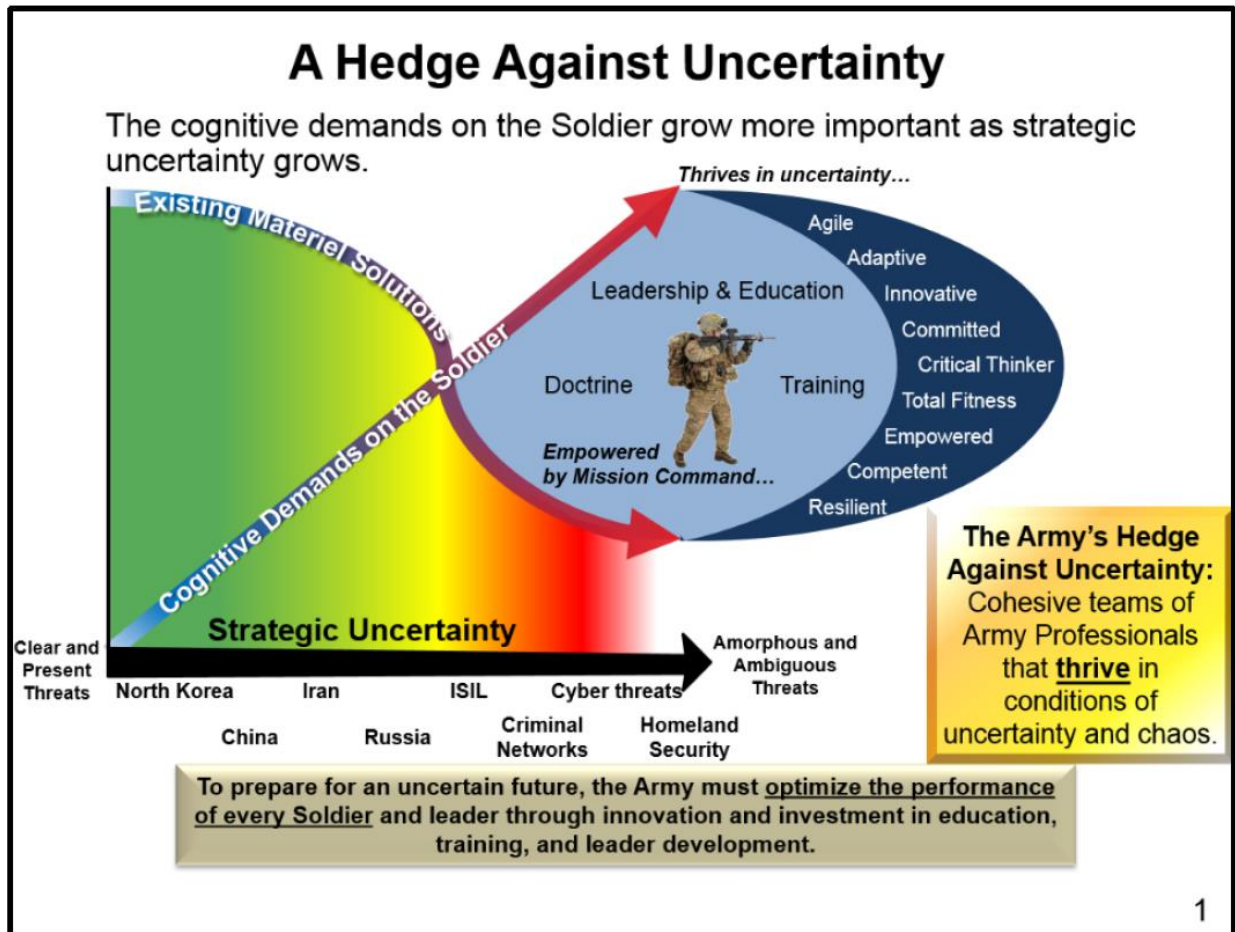 A Hedge Against Uncertainty
The cognitive demands on the Soldier grow more important as strategic
uncertainty grows.
Thrives in uncertainty…
Existing Materiel Solutions
Cognitive Demands on the Soldier
Agile
Adaptive
Innovative
Committed
Critical Thinker
Total Fitness
Empowered
Competent
Resilient
Leadership & Education
Doctrine
Training
Empowered
by Mission Command…
The Army's Hedge
Against Uncertainty:
Cohesive teams of
Army Professionals
that thrive in
conditions of
uncertainty and chaos.
Strategic Uncertainty
Clear and
Present
Threats
Amorphous and
Ambiguous
Threats
North Korea
Iran
ISIL
Cyber threats
China
Russia
Criminal
Networks
Homeland
Security
To prepare for an uncertain future, the Army must optimize the performance
of every Soldier and leader through innovation and investment in education,
training, and leader development.
1